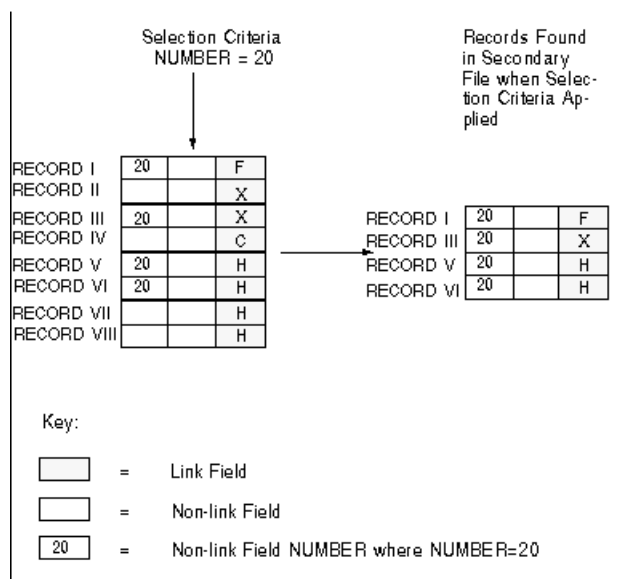 Selection Criteria
NUMBER = 20
Records Found
in Secondary
File when Selec-
tion Criteria Ap-
plied
RECORD I 20 F
RECORD II X
RECORD III 20 X
RECORD IV C
RECORD V 20 H
RECORD VI 20 H
RECORD VII H
RECORD VIII H
RECORD I 20 F
RECORD III 20 X
RECORD V 20 H
RECORD VI 20 H
Key:
= Link Field
= Non-link Field
20 = Non-link Field NUMBER where NUMBER=20